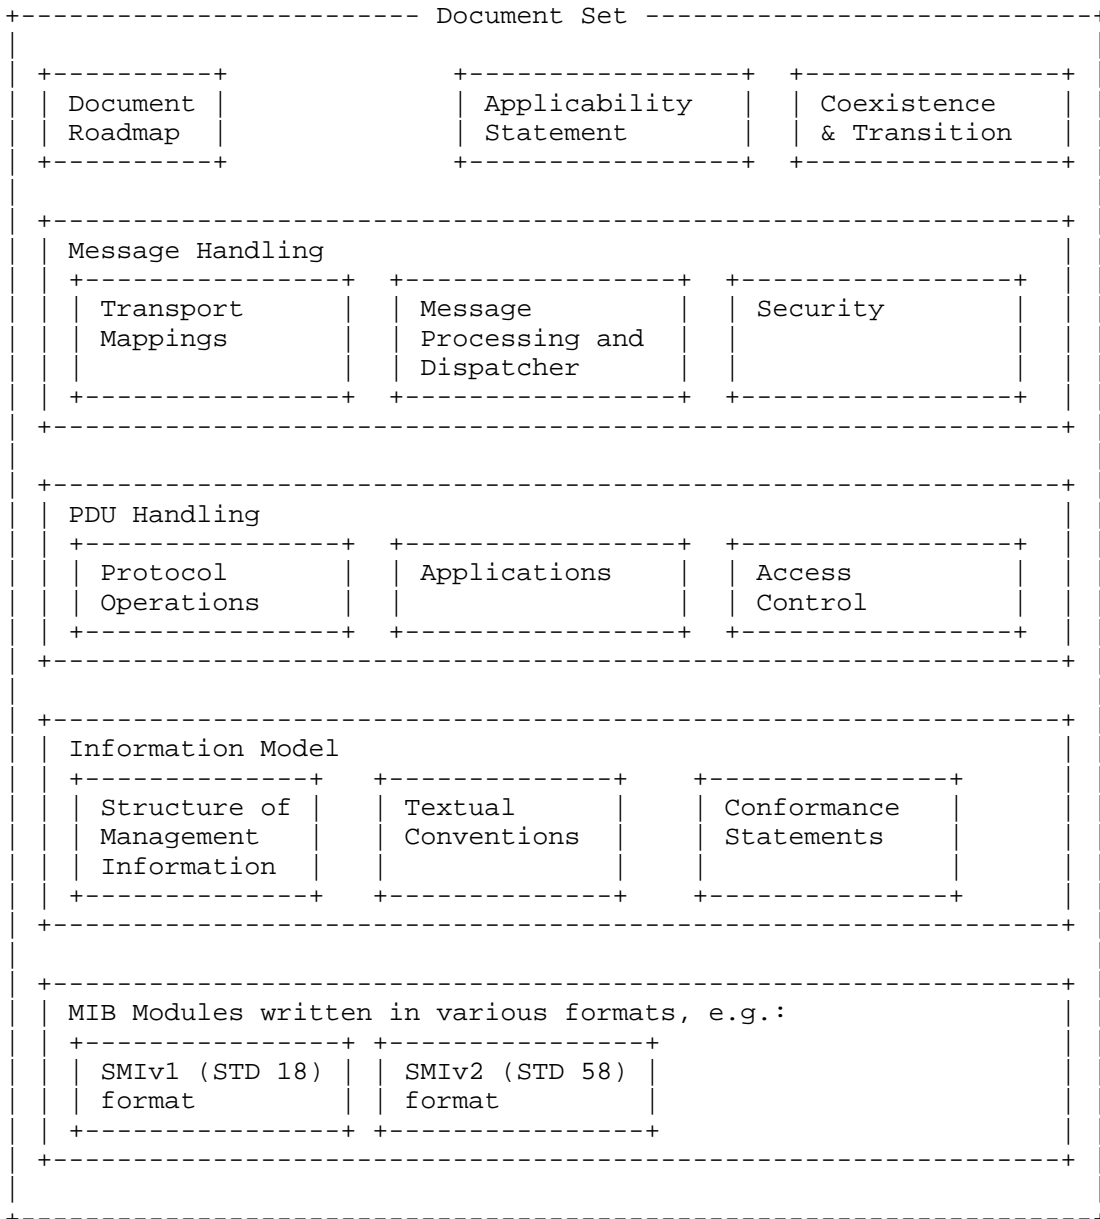 Document Set
Document Applicability Coexistence
Roadmap Statement & Transition
Message Handling
Transport Message Security
Mappings Processing and
Dispatcher
PDU Handling
Protocol Applications Access
Operations Control
Information Model
Structure of Textual Conformance
Management Conventions Statements
Information
MIB Modules written in various formats, e.g.:
SMIv1 (STD 18) SMIv2 (STD 58)
format format